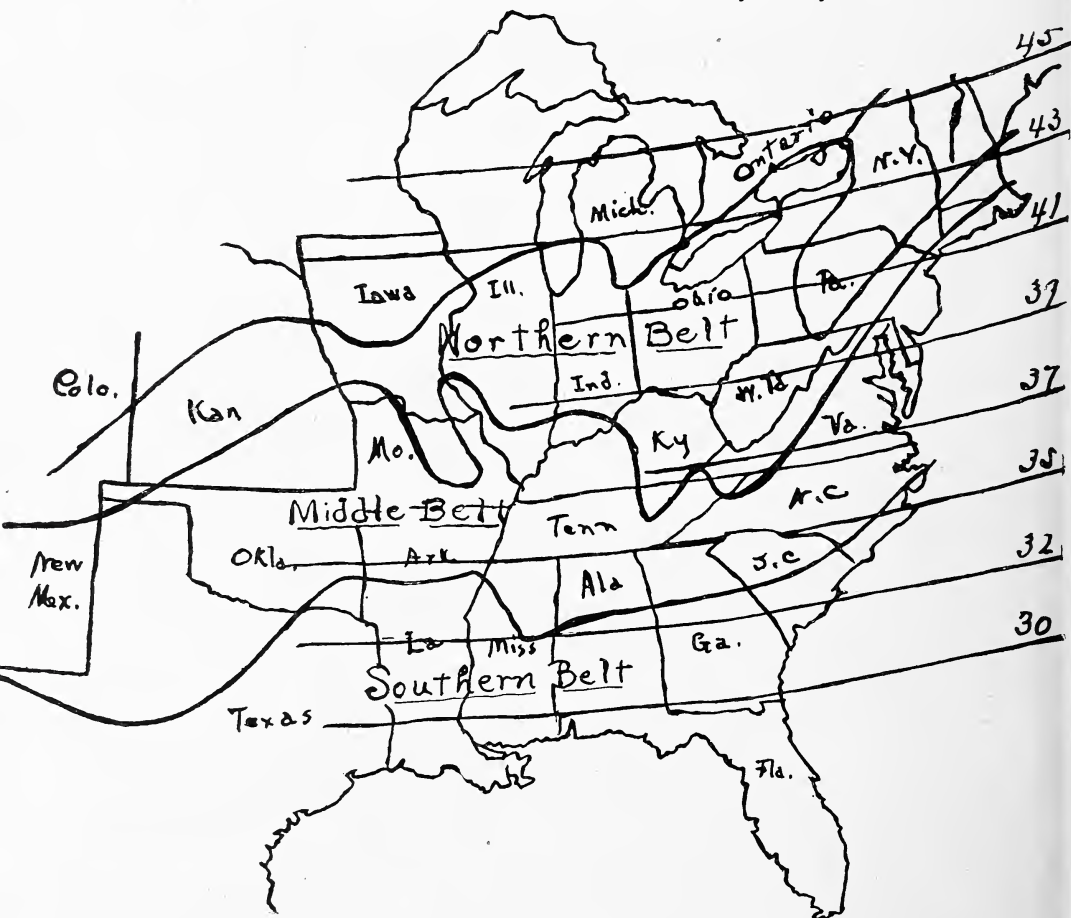 45
Ontario
43
N.Y.
Mich.
41
Iowa
Ill.
Ohio
Pa.
39
Northern Belt
Colo.
Kan
Ind.
W.Va
37
Mo.
Ky
Va.
35
Middle Belt
Tenn
N.C
New
Mex.
Okla.
Ark
S.C
32
Ala
30
La
Miss
Ga.
Southern Belt
Texas
Fla.